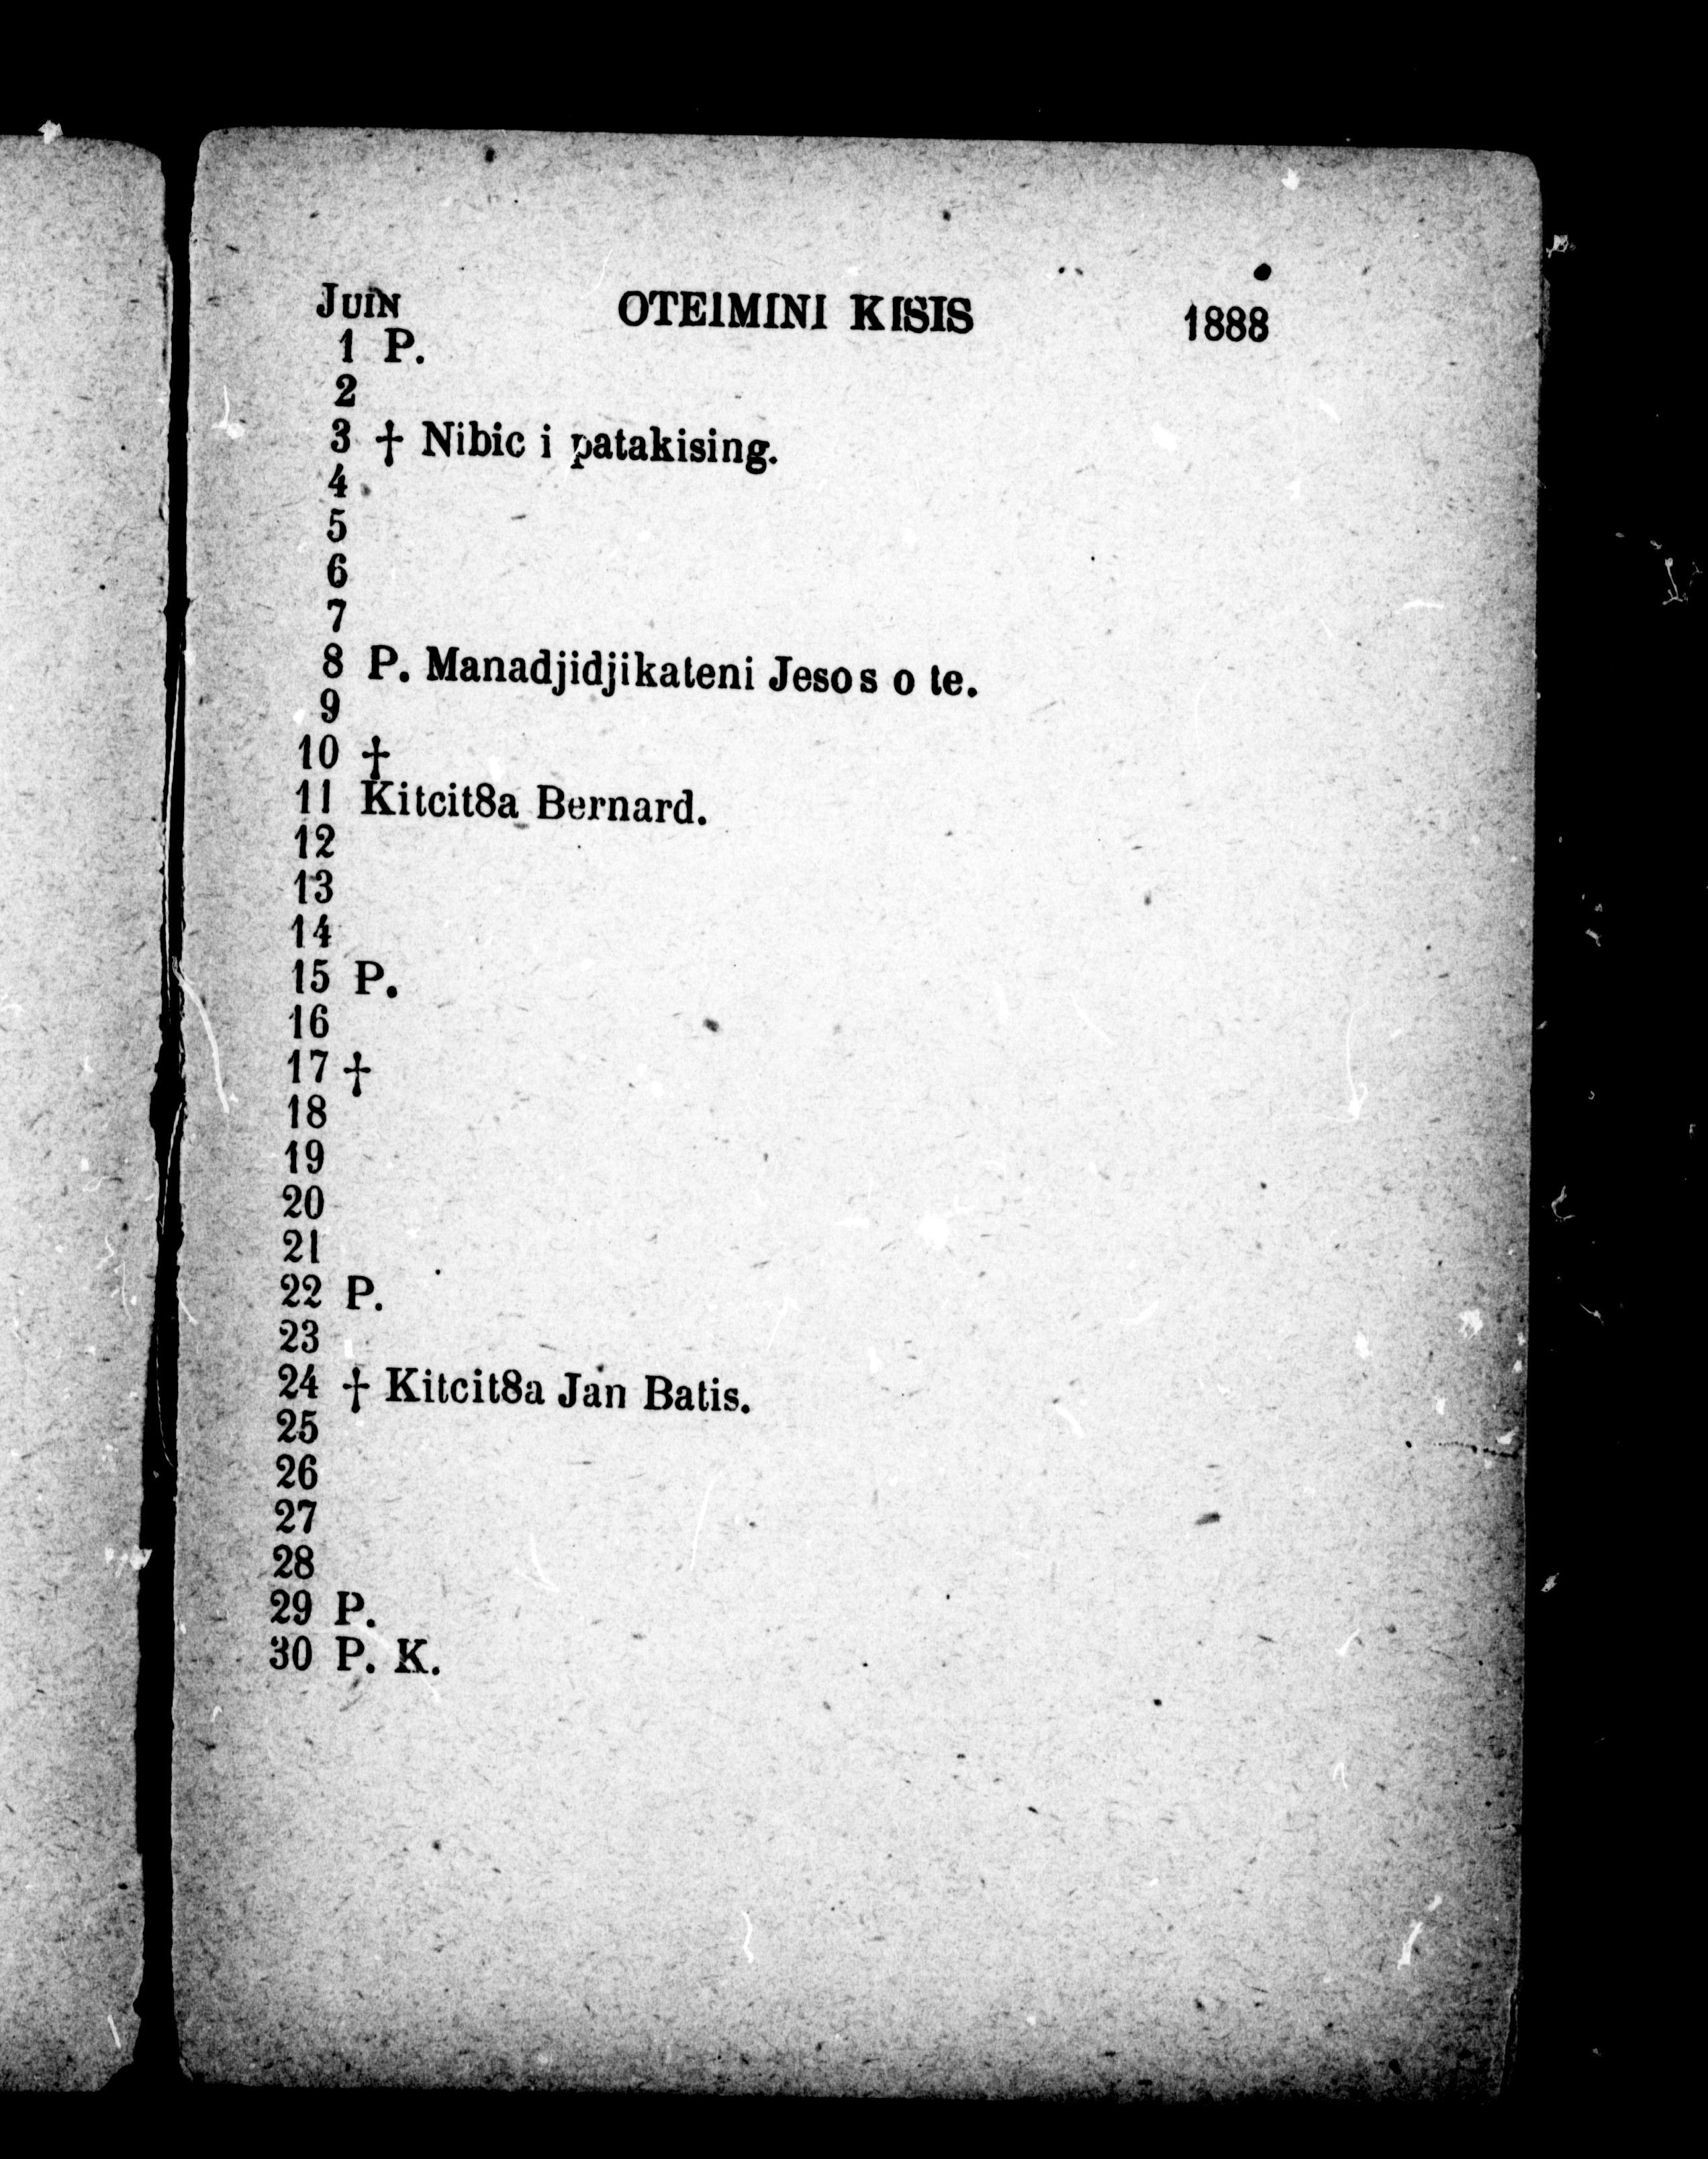 JUIN OTEIMINI KISIS 1888
1 P.
2
3 † Nibic i patakising.
4
5
6
7
8 P. Manadjidjikateni Jesos o te.
9
10 †
11 Kitcit8a Bernard.
12
13
14
15 P.
16
17 †
18
19
20
21
22 P.
23
24 † Kitcit8a Jan Batis.
25
26
27
28
29 P.
30 P. K.